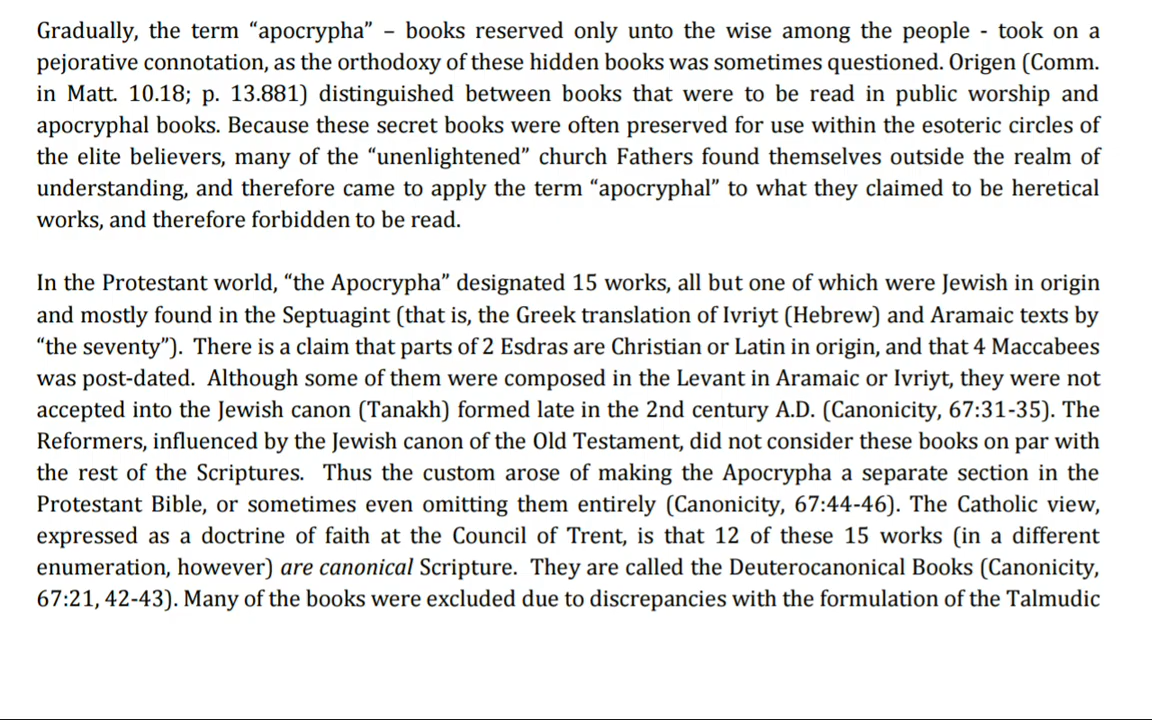 Gradually, the term “apocrypha” – books reserved only unto the wise among the people - took on a
pejorative connotation, as the orthodoxy of these hidden books was sometimes questioned. Origen (Comm.
in Matt. 10.18; p. 13.881) distinguished between books that were to be read in public worship and
apocryphal books. Because these secret books were often preserved for use within the esoteric circles of
the elite believers, many of the “unenlightened” church Fathers found themselves outside the realm of
understanding, and therefore came to apply the term “apocryphal” to what they claimed to be heretical
works, and therefore forbidden to be read.
In the Protestant world, “the Apocrypha” designated 15 works, all but one of which were Jewish in origin
and mostly found in the Septuagint (that is, the Greek translation of Ivriyt (Hebrew) and Aramaic texts by
“the seventy”). There is a claim that parts of 2 Esdras are Christian or Latin in origin, and that 4 Maccabees
was post-dated. Although some of them were composed in the Levant in Aramaic or Ivriyt, they were not
accepted into the Jewish canon (Tanakh) formed late in the 2nd century A.D. (Canonicity, 67:31-35). The
Reformers, influenced by the Jewish canon of the Old Testament, did not consider these books on par with
the rest of the Scriptures. Thus the custom arose of making the Apocrypha a separate section in the
Protestant Bible, or sometimes even omitting them entirely (Canonicity, 67:44-46). The Catholic view,
expressed as a doctrine of faith at the Council of Trent, is that 12 of these 15 works (in a different
enumeration, however) are canonical Scripture. They are called the Deuterocanonical Books (Canonicity,
67:21, 42-43). Many of the books were excluded due to discrepancies with the formulation of the Talmudic